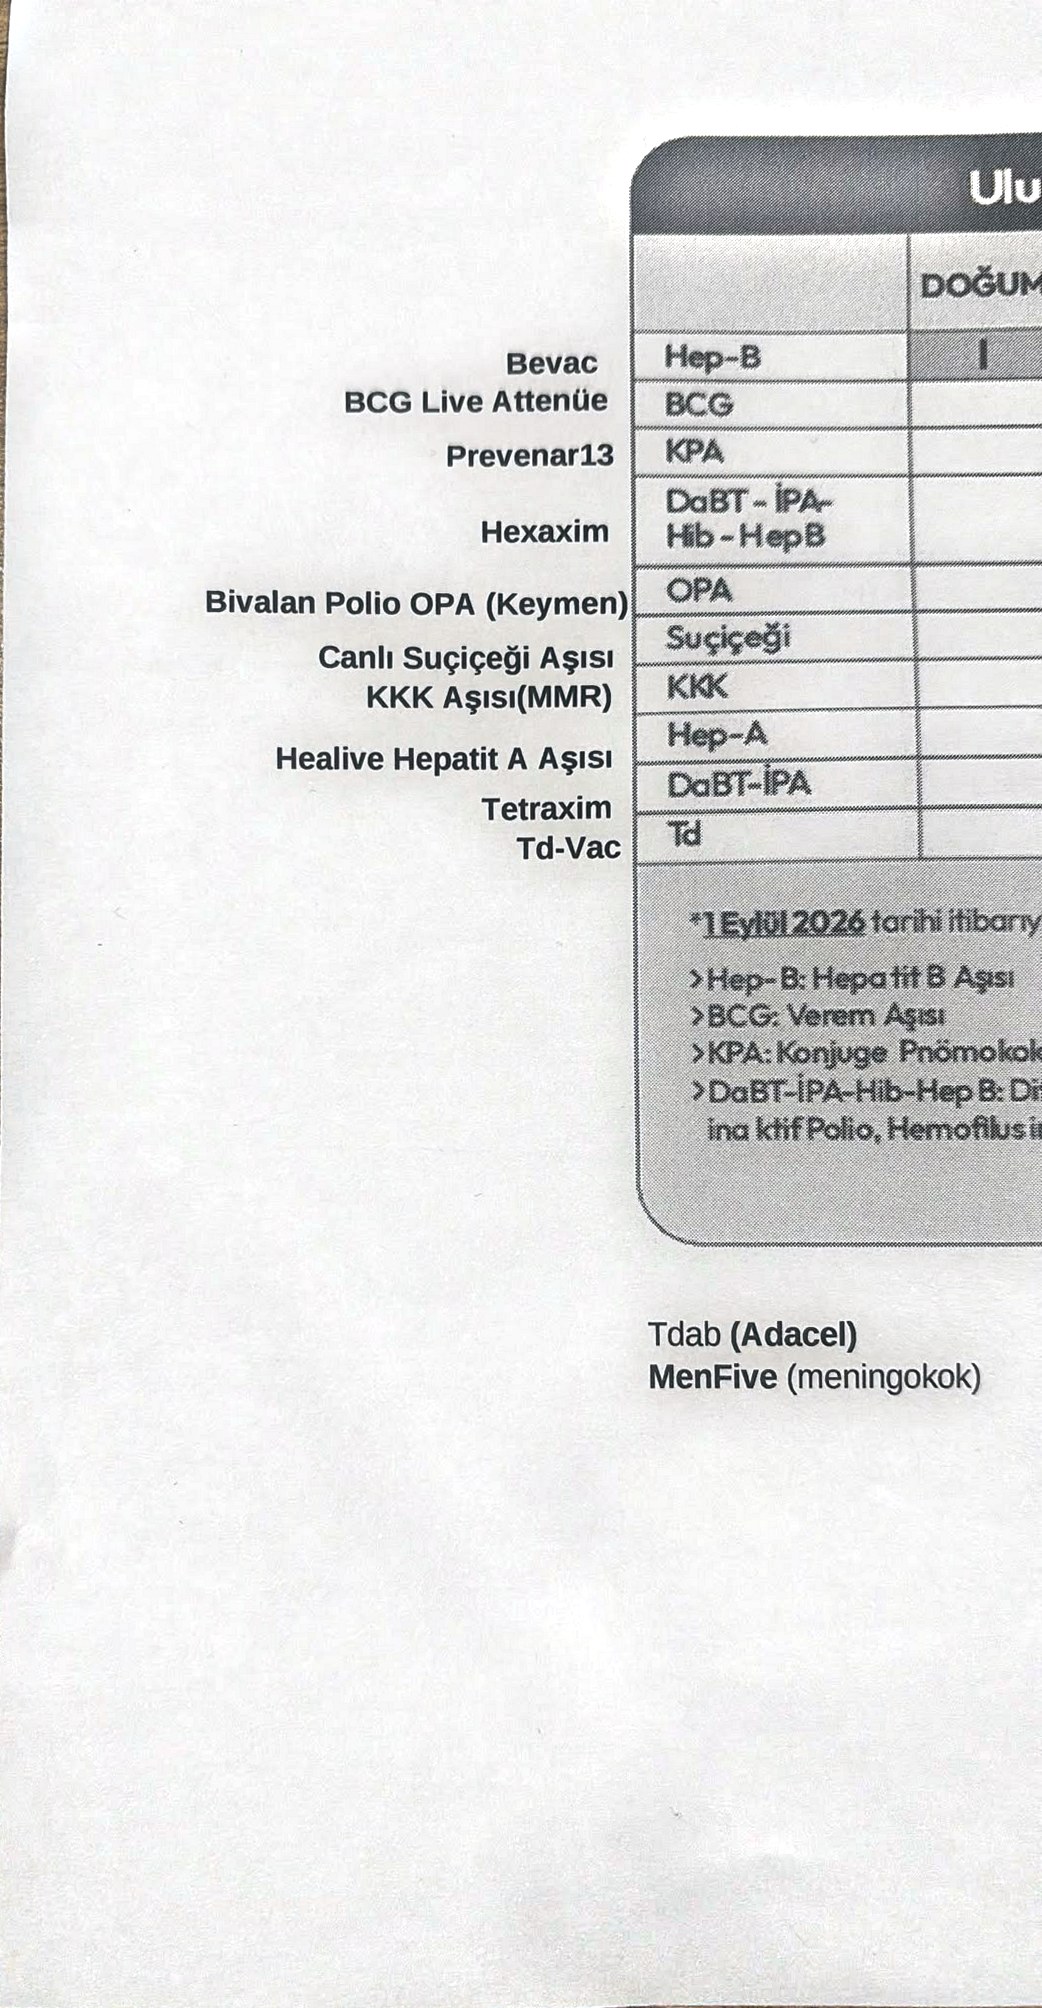 Ulu
DOĞUM
Bevac Hep-B I
BCG Live Attenüe BCG
Prevenar13 KPA
DaBT - İPA-
Hexaxim Hib - HepB
Bivalan Polio OPA (Keymen) OPA
Canlı Suçiçeği Aşısı Suçiçeği
KKK Aşısı(MMR) KKK
Healive Hepatit A Aşısı Hep-A
Tetraxim DaBT-İPA
Td-Vac Td
*1 Eylül 2026 tarihi itibarıy
>Hep-B: Hepatit B Aşısı
>BCG: Verem Aşısı
>KPA: Konjuge Pnömokok
>DaBT-İPA-Hib-Hep B: Di
ina ktif Polio, Hemofilus i
Tdab (Adacel)
MenFive (meningokok)